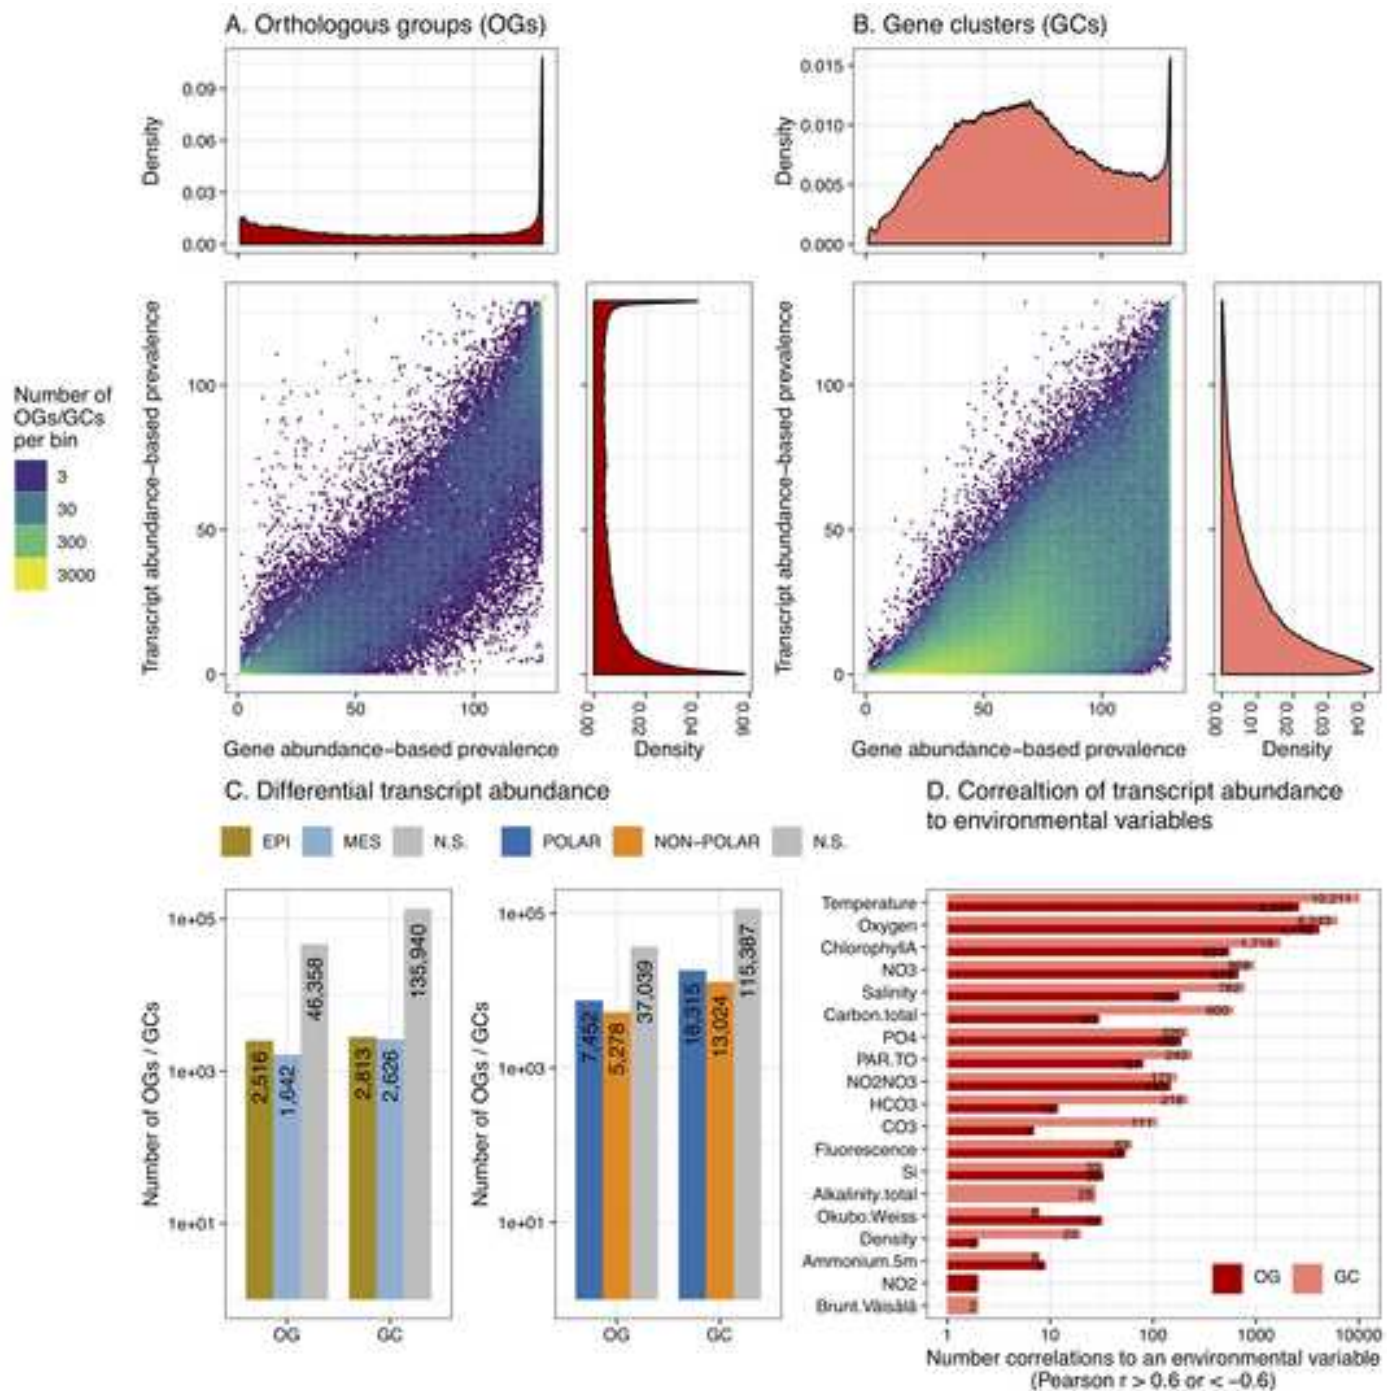 A. Orthologous groups (OGs)
B. Gene clusters (GCs)
Density
0.09
0.06
0.03
0.00
Density
0.015
0.010
0.005
0.000
Number of
OGs/GCs
per bin
3
30
300
3000
Transcript abundance-based prevalence
100
50
0
0
50
100
Gene abundance-based prevalence
0.00
0.02
0.04
0.06
Density
Transcript abundance-based prevalence
100
50
0
0
50
100
Gene abundance-based prevalence
0.00
0.01
0.02
0.03
0.04
Density
C. Differential transcript abundance
EPI
MES
N.S.
POLAR
NON-POLAR
N.S.
Number of OGs / GCs
1e+05
1e+03
1e+01
2,516
1,642
46,358
2,813
2,626
135,940
OG
GC
Number of OGs / GCs
1e+05
1e+03
1e+01
7,452
5,278
37,039
18,315
13,024
115,387
OG
GC
D. Correaltion of transcript abundance
to environmental variables
Temperature
Oxygen
ChlorophyllA
NO3
Salinity
Carbon.total
PO4
PAR.TO
NO2NO3
HCO3
CO3
Fluorescence
Si
Alkalinity.total
Okubo.Weiss
Density
Ammonium.5m
NO2
Brunt.Väisälä
OG
GC
1
10
100
1000
10000
Number correlations to an environmental variable
(Pearson r > 0.6 or < -0.6)